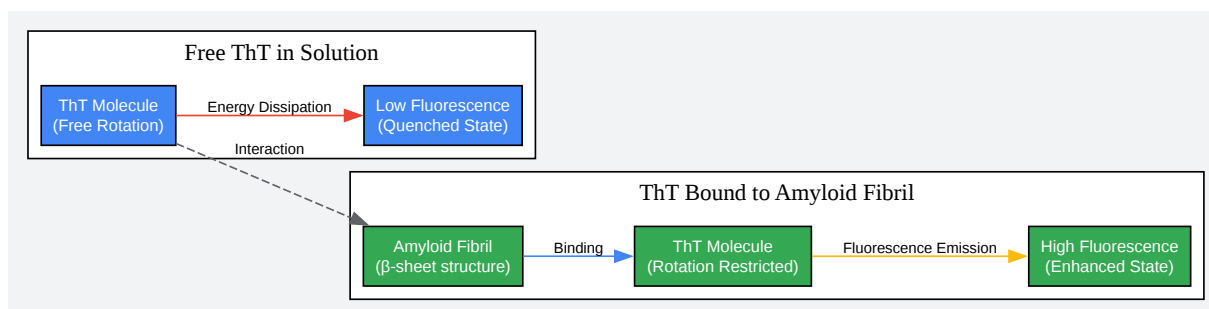 Free ThT in Solution
ThT Molecule
(Free Rotation)
Energy Dissipation
Low Fluorescence
(Quenched State)
Interaction
ThT Bound to Amyloid Fibril
Amyloid Fibril
(β-sheet structure)
Binding
ThT Molecule
(Rotation Restricted)
Fluorescence Emission
High Fluorescence
(Enhanced State)